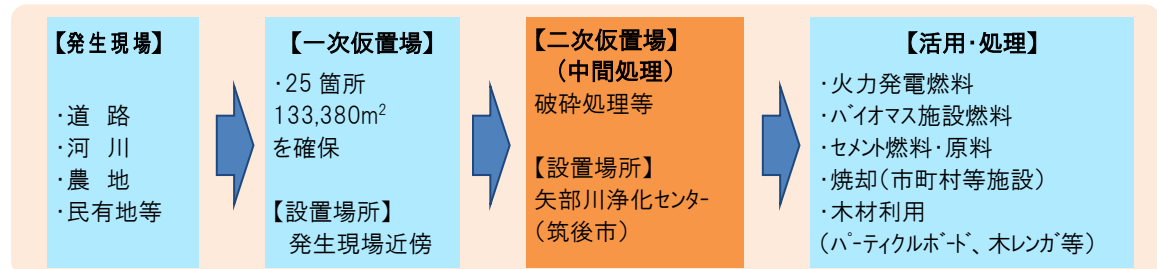 【発生現場】
・道　路
・河　川
・農　地
・民有地等
【一次仮置場】
・25 箇所
133,380m²
を確保
【設置場所】
発生現場近傍
【二次仮置場】
（中間処理）
破砕処理等
【設置場所】
矢部川浄化センター
（筑後市）
【活用・処理】
・火力発電燃料
・バイオマス施設燃料
・セメント燃料・原料
・焼却（市町村等施設）
・木材利用
（パーティクルボード、木レンガ等）